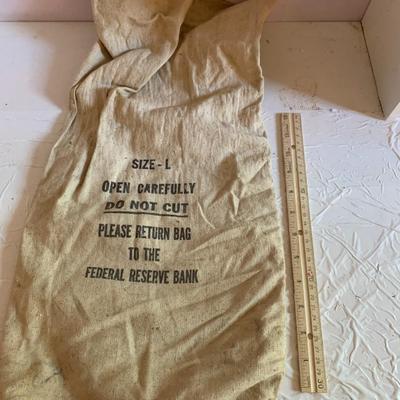 SIZE - L
OPEN CAREFULLY
DO NOT CUT
PLEASE RETURN BAG
TO THE
FEDERAL RESERVE BANK